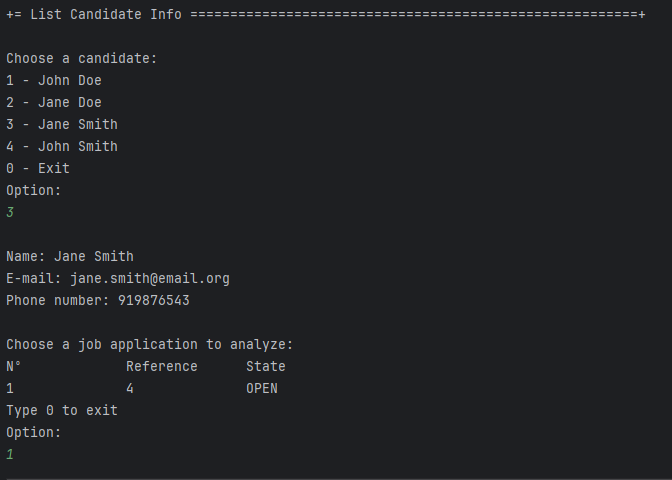 += List Candidate Info ========================================================+
Choose a candidate:
1 - John Doe
2 - Jane Doe
3 - Jane Smith
4 - John Smith
0 - Exit
Option:
3
Name: Jane Smith
E-mail: jane.smith@email.org
Phone number: 919876543
Choose a job application to analyze:
Nº Reference State
1 4 OPEN
Type 0 to exit
Option:
1